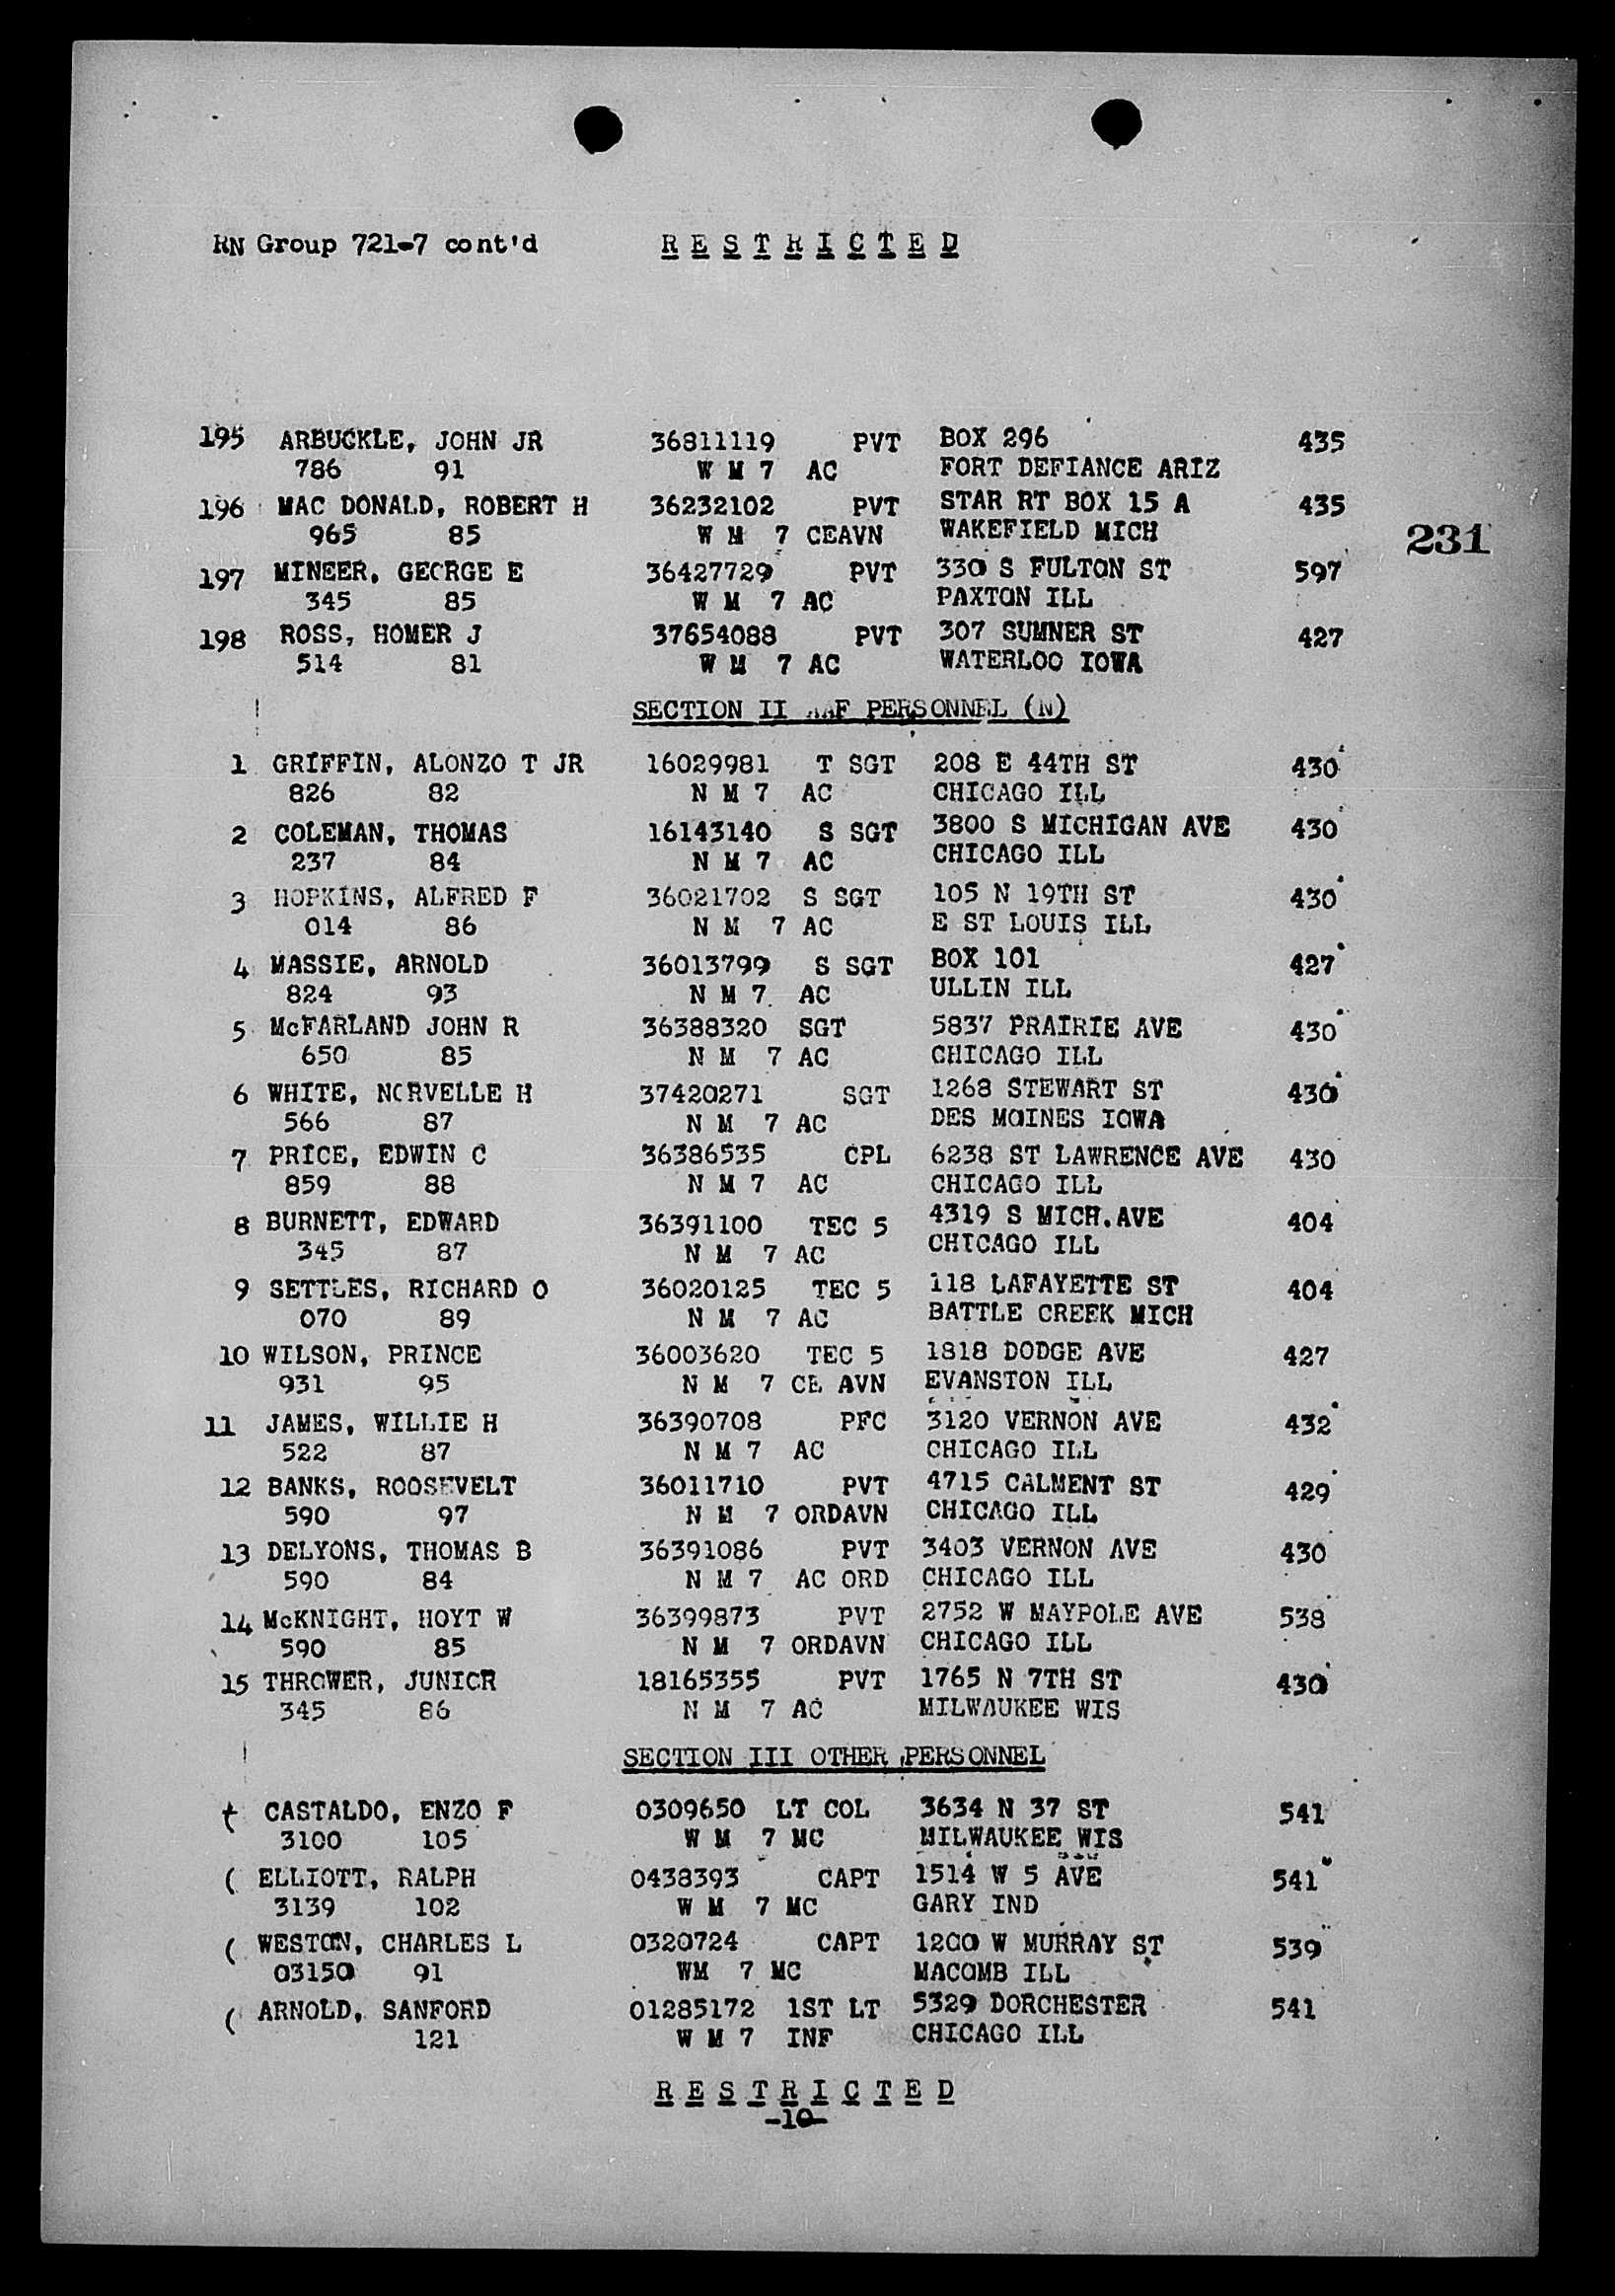 RN Group 721-7 cont'd R E S T R I C T E D
195 ARBUCKLE, JOHN JR 36811119 PVT BOX 296 435
786 91 W M 7 AC FORT DEFIANCE ARIZ
196 MAC DONALD, ROBERT H 36232102 PVT STAR RT BOX 15 A 435
965 85 W M 7 CEAVN WAKEFIELD MICH
231
197 MINEER, GEORGE E 36427729 PVT 330 S FULTON ST 597
345 85 W M 7 AC PAXTON ILL
198 ROSS, HOMER J 37654088 PVT 307 SUMNER ST 427
514 81 W M 7 AC WATERLOO IOWA
SECTION II AAF PERSONNEL (N)
1 GRIFFIN, ALONZO T JR 16029981 T SGT 208 E 44TH ST 430
826 82 N M 7 AC CHICAGO ILL
2 COLEMAN, THOMAS 16143140 S SGT 3800 S MICHIGAN AVE 430
237 84 N M 7 AC CHICAGO ILL
3 HOPKINS, ALFRED F 36021702 S SGT 105 N 19TH ST 430
014 86 N M 7 AC E ST LOUIS ILL
4 MASSIE, ARNOLD 36013799 S SGT BOX 101 427
824 93 N M 7 AC ULLIN ILL
5 McFARLAND JOHN R 36388320 SGT 5837 PRAIRIE AVE 430
650 85 N M 7 AC CHICAGO ILL
6 WHITE, NORVELLE H 37420271 SGT 1268 STEWART ST 430
566 87 N M 7 AC DES MOINES IOWA
7 PRICE, EDWIN C 36386535 CPL 6238 ST LAWRENCE AVE 430
859 88 N M 7 AC CHICAGO ILL
8 BURNETT, EDWARD 36391100 TEC 5 4319 S MICH.AVE 404
345 87 N M 7 AC CHICAGO ILL
9 SETTLES, RICHARD O 36020125 TEC 5 118 LAFAYETTE ST 404
070 89 N M 7 AC BATTLE CREEK MICH
10 WILSON, PRINCE 36003620 TEC 5 1818 DODGE AVE 427
931 95 N M 7 CE AVN EVANSTON ILL
11 JAMES, WILLIE H 36390708 PFC 3120 VERNON AVE 432
522 87 N M 7 AC CHICAGO ILL
12 BANKS, ROOSEVELT 36011710 PVT 4715 CALMENT ST 429
590 97 N M 7 ORDAVN CHICAGO ILL
13 DELYONS, THOMAS B 36391086 PVT 3403 VERNON AVE 430
590 84 N M 7 AC ORD CHICAGO ILL
14 McKNIGHT, HOYT W 36399873 PVT 2752 W MAYPOLE AVE 538
590 85 N M 7 ORDAVN CHICAGO ILL
15 THROWER, JUNIOR 18165355 PVT 1765 N 7TH ST 430
345 86 N M 7 AC MILWAUKEE WIS
SECTION III OTHER PERSONNEL
( CASTALDO, ENZO F 0309650 LT COL 3634 N 37 ST 541
3100 105 W M 7 MC MILWAUKEE WIS
( ELLIOTT, RALPH 0438393 CAPT 1514 W 5 AVE 541
3139 102 W M 7 MC GARY IND
( WESTON, CHARLES L 0320724 CAPT 1200 W MURRAY ST 539
03150 91 WM 7 MC MACOMB ILL
( ARNOLD, SANFORD 01285172 1ST LT 5329 DORCHESTER 541
121 W M 7 INF CHICAGO ILL
R E S T R I C T E D
-10-